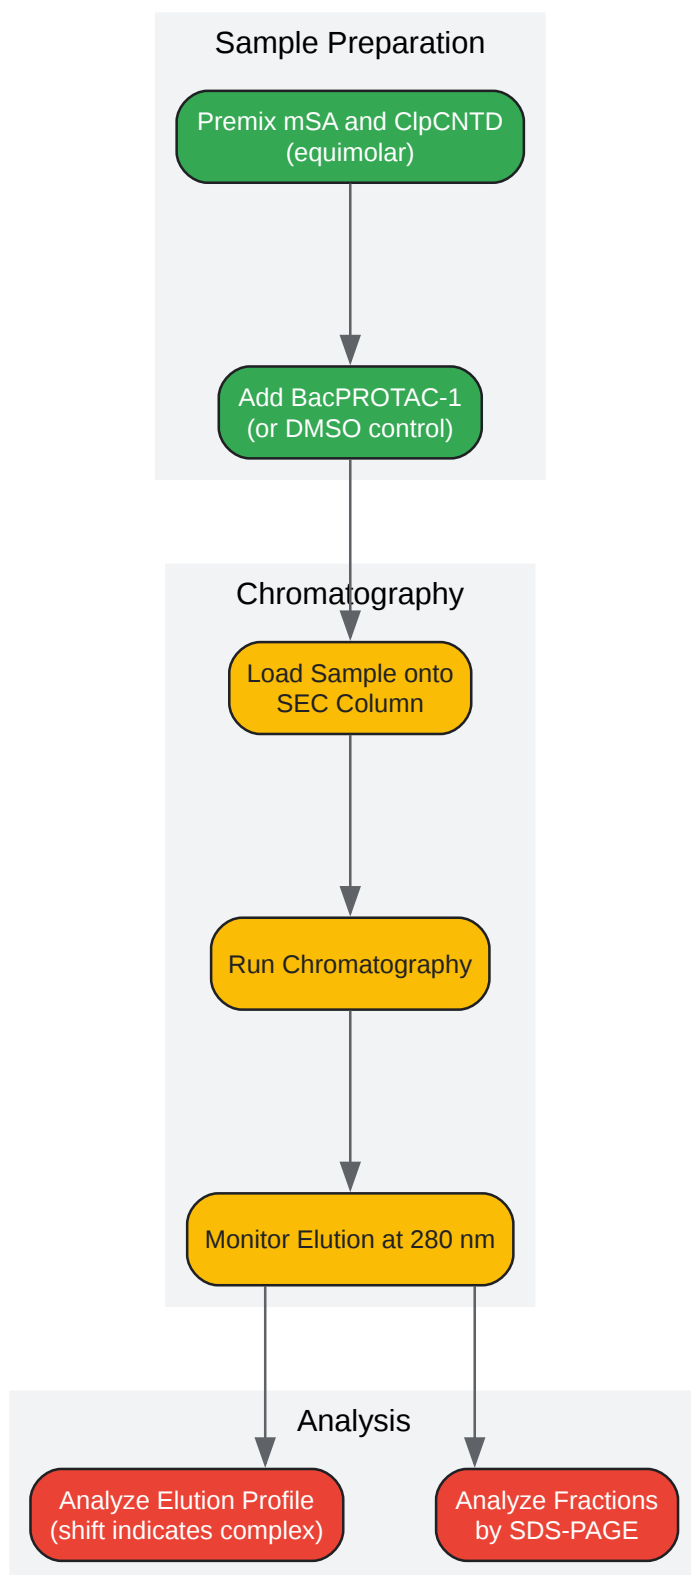 Sample Preparation
Premix mSA and ClpCNTD
(equimolar)
Add BacPROTAC-1
(or DMSO control)
Chromatography
Load Sample onto
SEC Column
Run Chromatography
Monitor Elution at 280 nm
Analysis
Analyze Elution Profile
(shift indicates complex)
Analyze Fractions
by SDS-PAGE